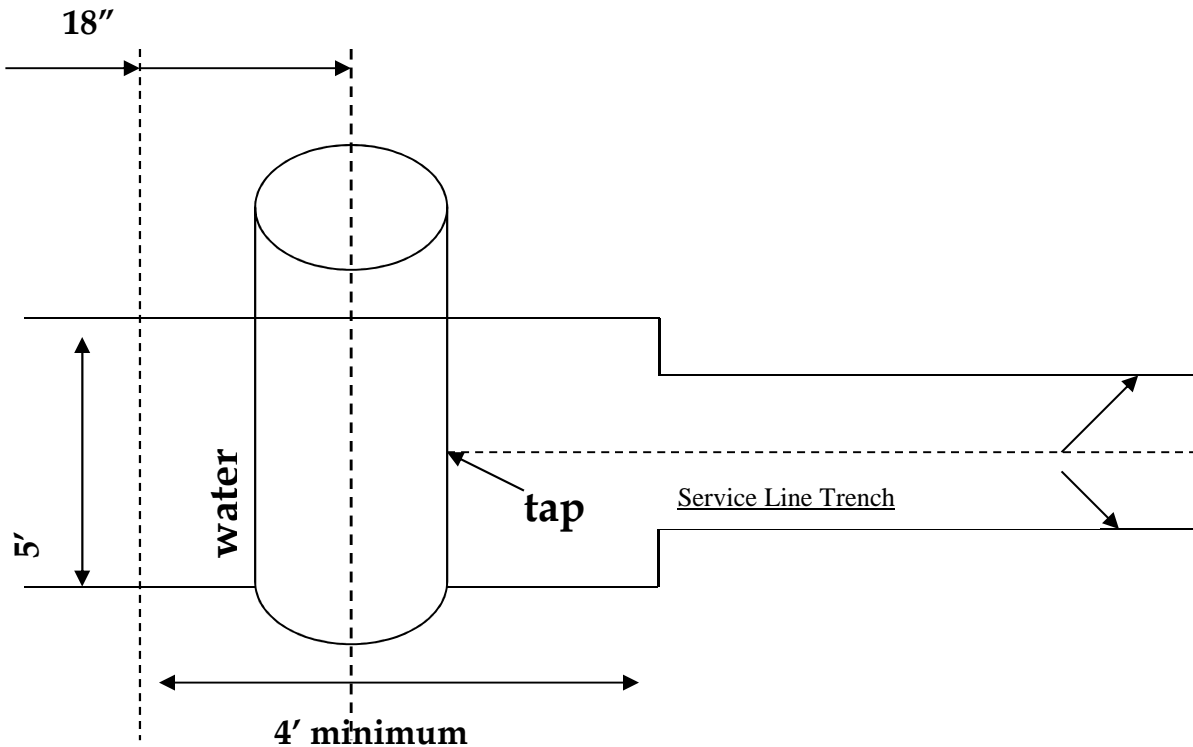 18”
water
tap
Service Line Trench
5’
4’ minimum